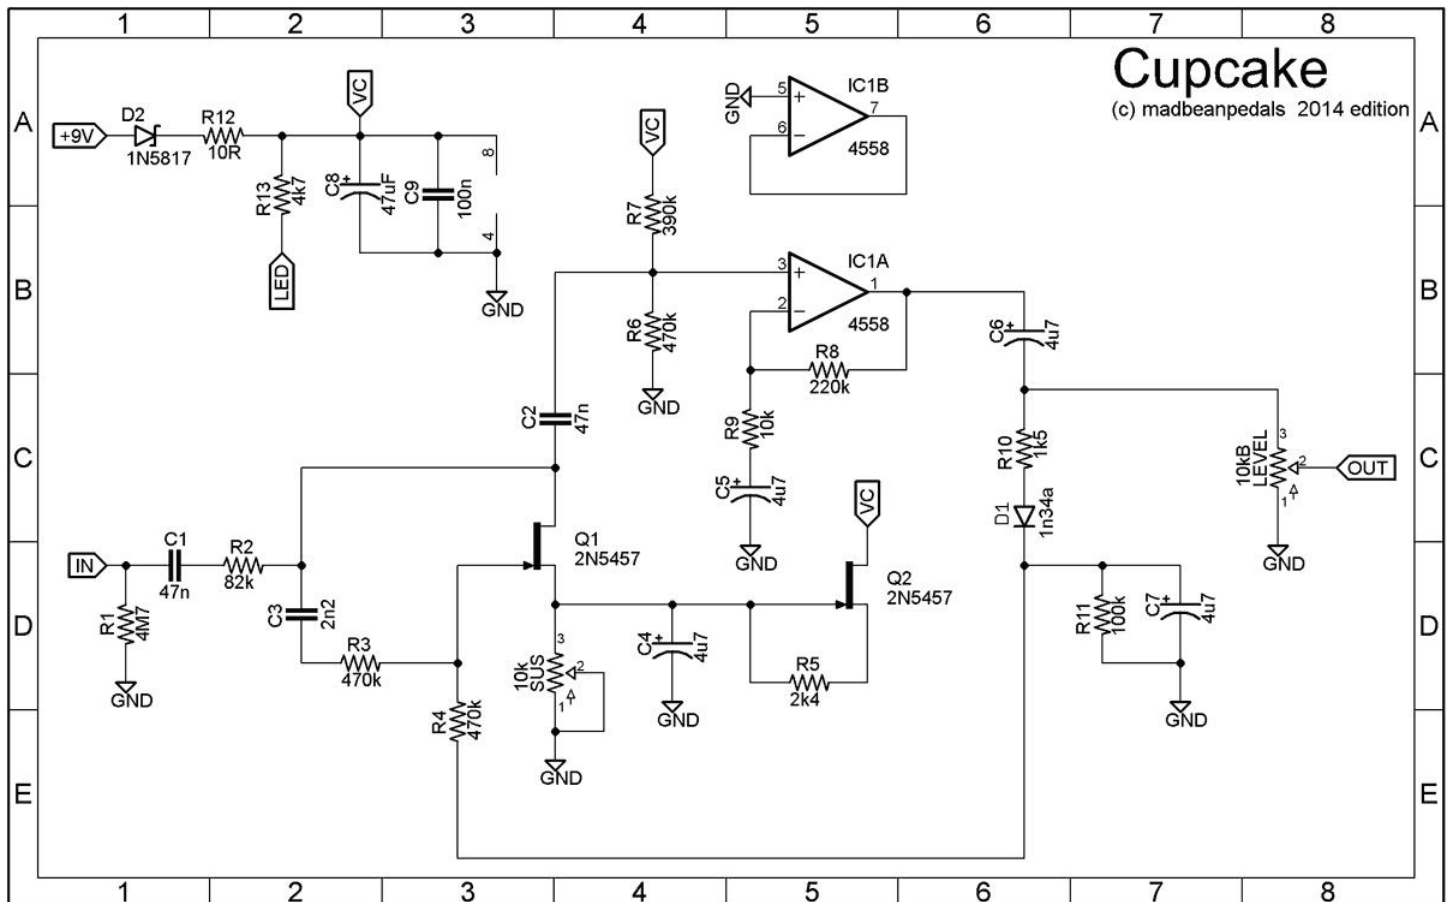 1 2 3 4 5 6 7 8
Cupcake
(c) madbeanpedals 2014 edition
A
A
+9V
D2
1N5817
R12
10R
VC
R13
4k7
LED
C8
+
47uF
C9
100n
8
4
GND
VC
R7
390k
R6
470k
GND
GND
5
+
6
−
7
IC1B
4558
B
B
3
+
2
−
1
IC1A
4558
R8
220k
C6
+
4u7
C
C
C2
47n
R9
10k
C5
+
4u7
GND
VC
R10
1k5
D1
1n34a
10kB
LEVEL
3
2
1
OUT
GND
D
D
IN
C1
47n
R1
4M7
GND
R2
82k
C3
2n2
R3
470k
R4
470k
Q1
2N5457
10k
SUS
3
2
1
GND
C4
+
4u7
GND
R5
2k4
Q2
2N5457
R11
100k
C7
+
4u7
GND
E
E
1 2 3 4 5 6 7 8